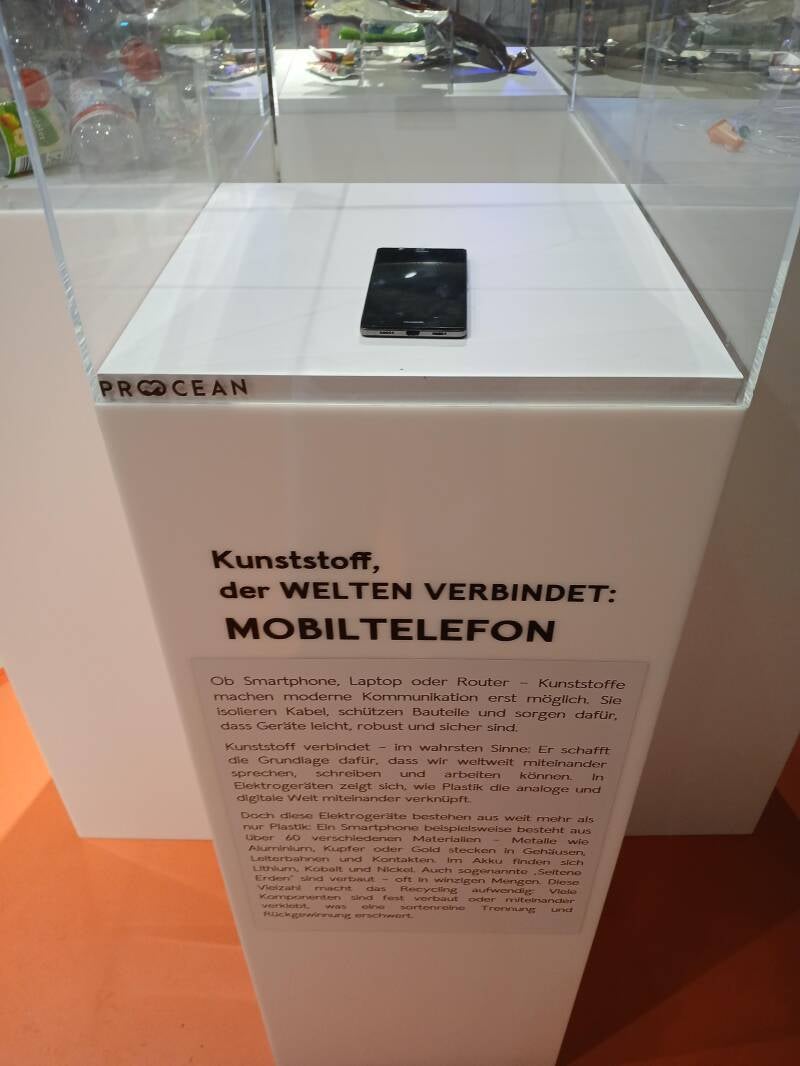 PROCEAN
Kunststoff,
der WELTEN VERBINDET:
MOBILTELEFON
Ob Smartphone, Laptop oder Router – Kunststoffe
machen moderne Kommunikation erst möglich. Sie
isolieren Kabel, schützen Bauteile und sorgen dafür,
dass Geräte leicht, robust und sicher sind.
Kunststoff verbindet – im wahrsten Sinne: Er schafft
die Grundlage dafür, dass wir weltweit miteinander
sprechen, schreiben und arbeiten können. In
Elektrogeräten zeigt sich, wie Plastik die analoge und
digitale Welt miteinander verknüpft.
Doch diese Elektrogeräte bestehen aus weit mehr als
nur Plastik: Ein Smartphone beispielsweise besteht aus
über 60 verschiedenen Materialien – Metalle wie
Aluminium, Kupfer oder Gold stecken in Gehäusen,
Leiterbahnen und Kontakten. Im Akku finden sich
Lithium, Kobalt und Nickel. Auch sogenannte „Seltene
Erden“ sind verbaut – oft in winzigen Mengen. Diese
Vielzahl macht das Recycling aufwendig: Viele
Komponenten sind fest verbaut oder miteinander
verklebt, was eine sortenreine Trennung und
Rückgewinnung erschwert.